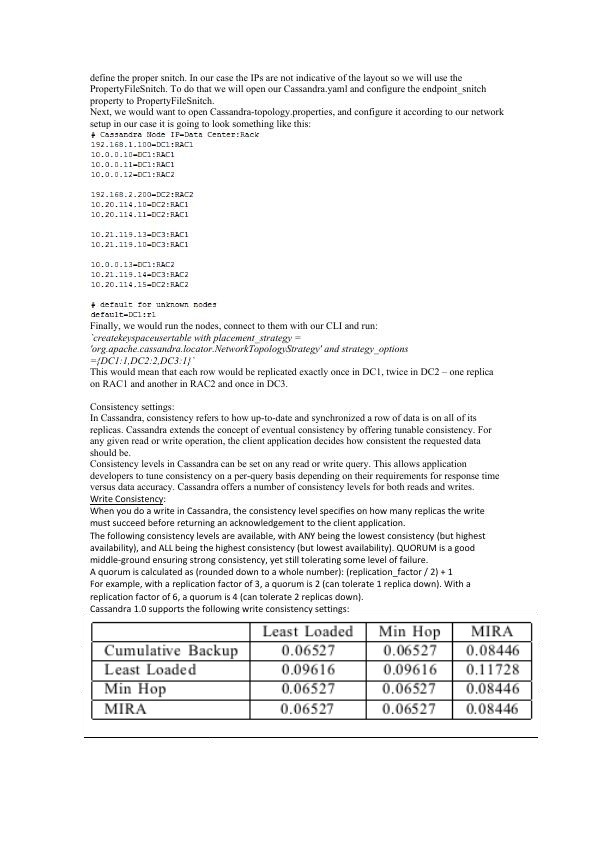 define the proper snitch. In our case the IPs are not indicative of the layout so we will use the
PropertyFileSnitch. To do that we will open our Cassandra.yaml and configure the endpoint_snitch
property to PropertyFileSnitch.
Next, we would want to open Cassandra-topology.properties, and configure it according to our network
setup in our case it is going to look something like this:
# Cassandra Node IP=Data Center:Rack
192.168.1.100=DC1:RAC1
10.0.0.10=DC1:RAC1
10.0.0.11=DC1:RAC1
10.0.0.12=DC1:RAC2
192.168.2.200=DC2:RAC2
10.20.114.10=DC2:RAC1
10.20.114.11=DC2:RAC1
10.21.119.13=DC3:RAC1
10.21.119.10=DC3:RAC1
10.0.0.13=DC1:RAC2
10.21.119.14=DC3:RAC2
10.20.114.15=DC2:RAC2
# default for unknown nodes
default=DC1:r1
Finally, we would run the nodes, connect to them with our CLI and run:
`createkeyspaceusertable with placement_strategy =
'org.apache.cassandra.locator.NetworkTopologyStrategy' and strategy_options
={DC1:1,DC2:2,DC3:1}`
This would mean that each row would be replicated exactly once in DC1, twice in DC2 – one replica
on RAC1 and another in RAC2 and once in DC3.
Consistency settings:
In Cassandra, consistency refers to how up-to-date and synchronized a row of data is on all of its
replicas. Cassandra extends the concept of eventual consistency by offering tunable consistency. For
any given read or write operation, the client application decides how consistent the requested data
should be.
Consistency levels in Cassandra can be set on any read or write query. This allows application
developers to tune consistency on a per-query basis depending on their requirements for response time
versus data accuracy. Cassandra offers a number of consistency levels for both reads and writes.
Write Consistency:
When you do a write in Cassandra, the consistency level specifies on how many replicas the write
must succeed before returning an acknowledgement to the client application.
The following consistency levels are available, with ANY being the lowest consistency (but highest
availability), and ALL being the highest consistency (but lowest availability). QUORUM is a good
middle-ground ensuring strong consistency, yet still tolerating some level of failure.
A quorum is calculated as (rounded down to a whole number): (replication_factor / 2) + 1
For example, with a replication factor of 3, a quorum is 2 (can tolerate 1 replica down). With a
replication factor of 6, a quorum is 4 (can tolerate 2 replicas down).
Cassandra 1.0 supports the following write consistency settings:
Least Loaded Min Hop MIRA
Cumulative Backup 0.06527 0.06527 0.08446
Least Loaded 0.09616 0.09616 0.11728
Min Hop 0.06527 0.06527 0.08446
MIRA 0.06527 0.06527 0.08446